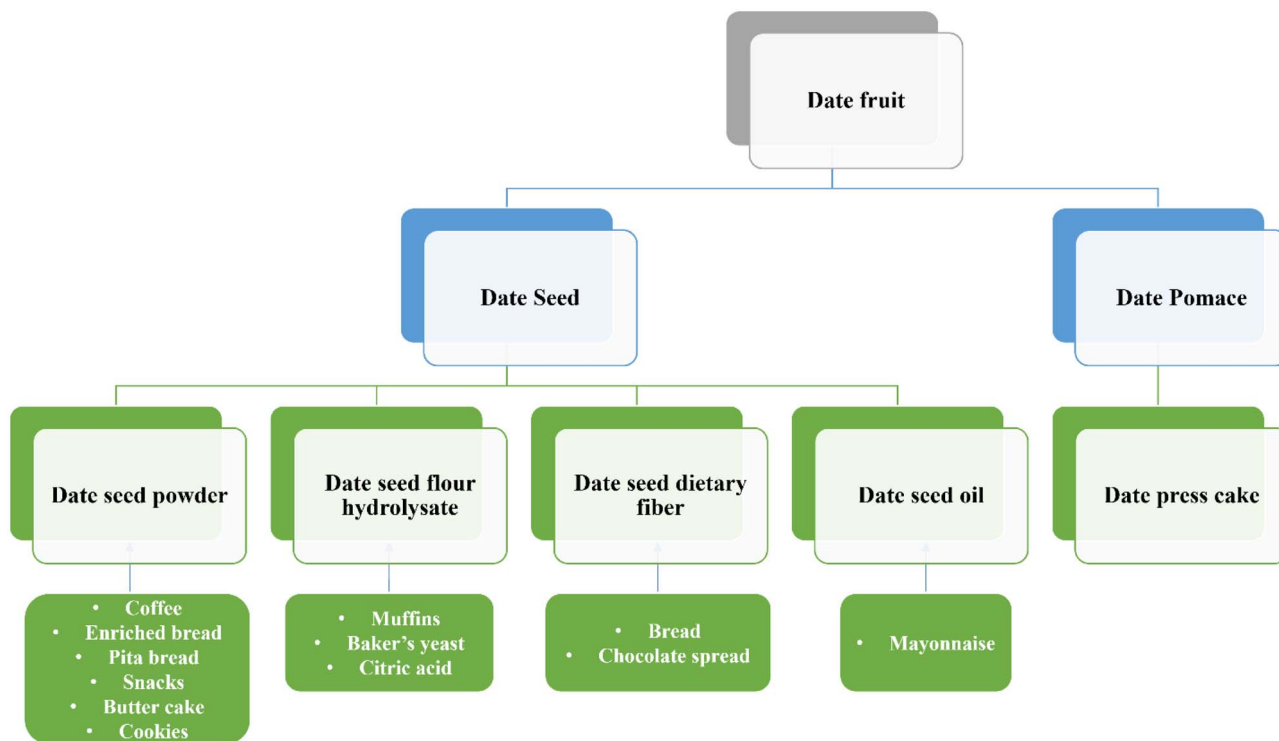 Date fruit
Date Seed
Date Pomace
Date seed powder
Date seed flour
hydrolysate
Date seed dietary
fiber
Date seed oil
Date press cake
• Coffee
• Enriched bread
• Pita bread
• Snacks
• Butter cake
• Cookies
• Muffins
• Baker’s yeast
• Citric acid
• Bread
• Chocolate spread
• Mayonnaise